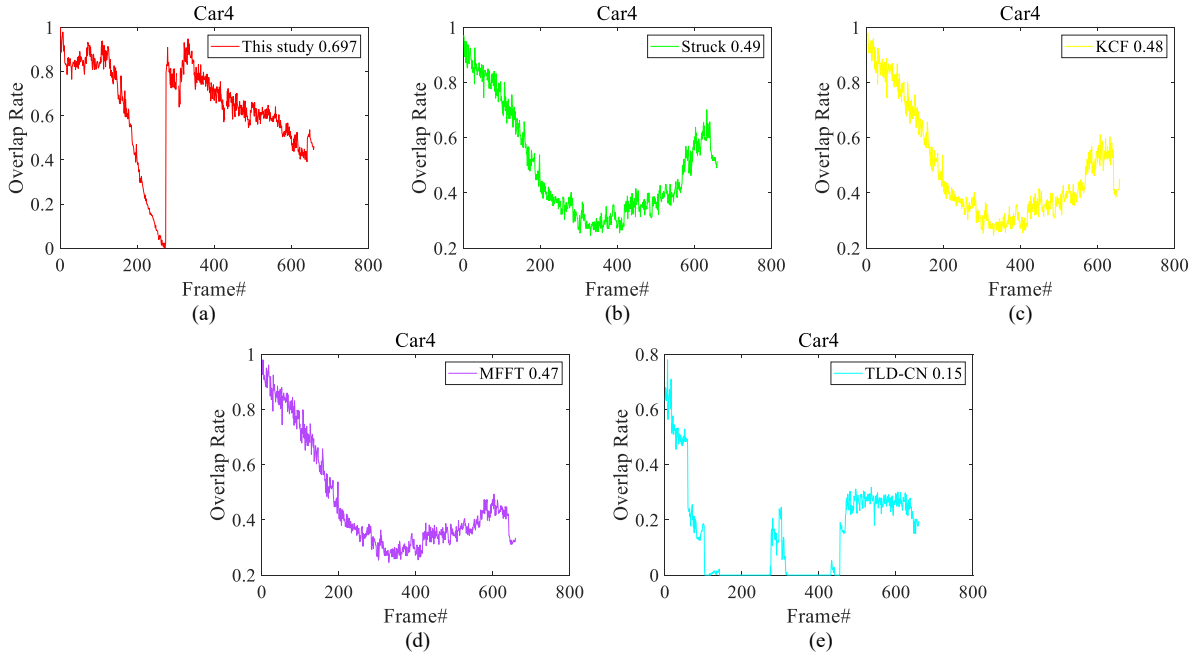 Car4
This study 0.697
Overlap Rate
1
0.8
0.6
0.4
0.2
0
0 200 400 600 800
Frame#
(a)
Car4
Struck 0.49
Overlap Rate
1
0.8
0.6
0.4
0.2
0 200 400 600 800
Frame#
(b)
Car4
KCF 0.48
Overlap Rate
1
0.8
0.6
0.4
0.2
0 200 400 600 800
Frame#
(c)
Car4
MFFT 0.47
Overlap Rate
1
0.8
0.6
0.4
0.2
0 200 400 600 800
Frame#
(d)
Car4
TLD-CN 0.15
Overlap Rate
0.8
0.6
0.4
0.2
0
0 200 400 600 800
Frame#
(e)